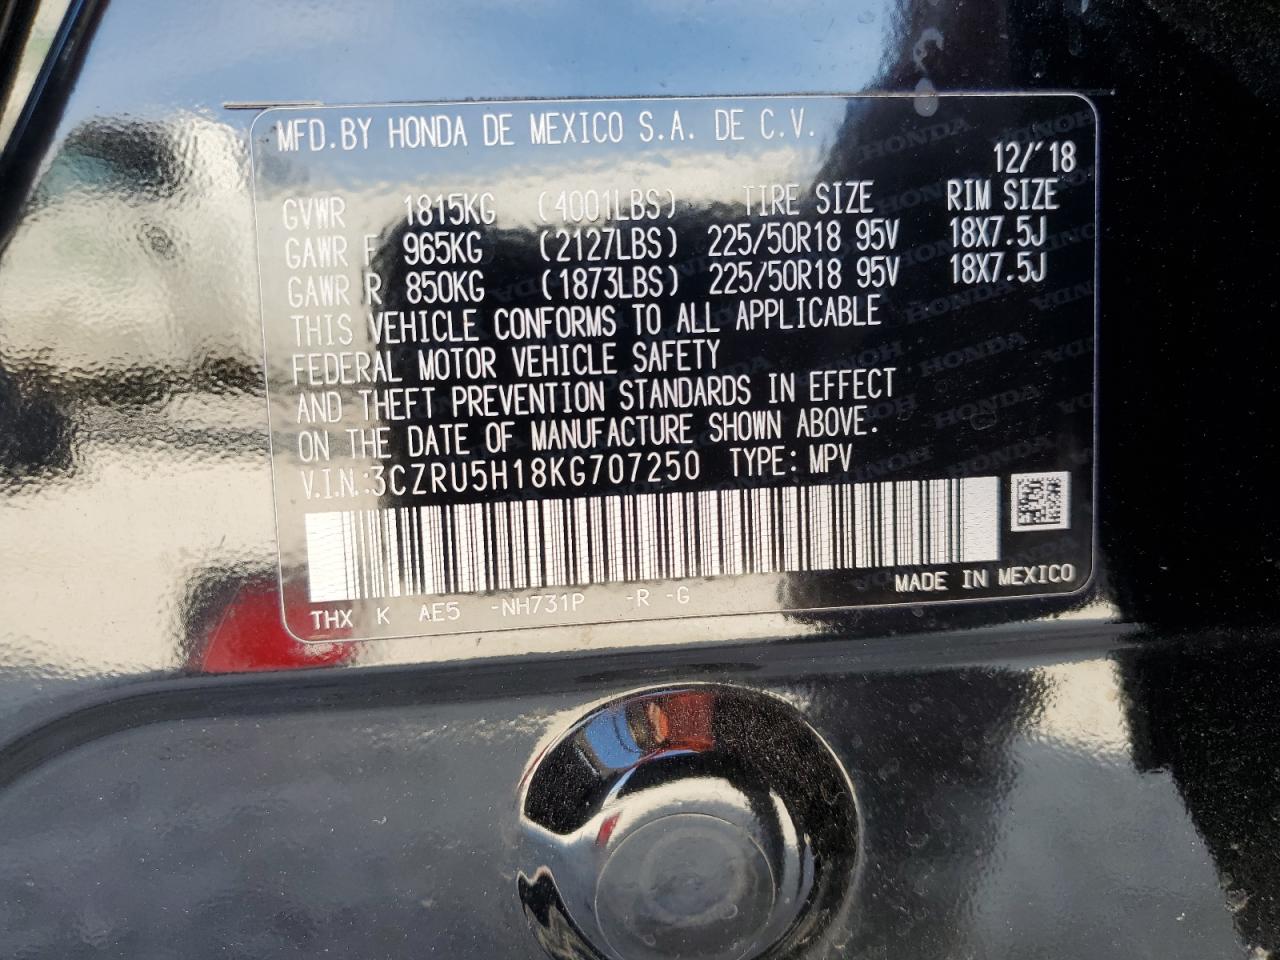 MFD.BY HONDA DE MEXICO S.A. DE C.V.
12/'18
GVWR 1815KG (4001LBS) TIRE SIZE RIM SIZE
GAWR F 965KG (2127LBS) 225/50R18 95V 18X7.5J
GAWR R 850KG (1873LBS) 225/50R18 95V 18X7.5J
THIS VEHICLE CONFORMS TO ALL APPLICABLE
FEDERAL MOTOR VEHICLE SAFETY
AND THEFT PREVENTION STANDARDS IN EFFECT
ON THE DATE OF MANUFACTURE SHOWN ABOVE.
V.I.N.:3CZRU5H18KG707250 TYPE: MPV
MADE IN MEXICO
THX K AE5 -NH731P -R -G